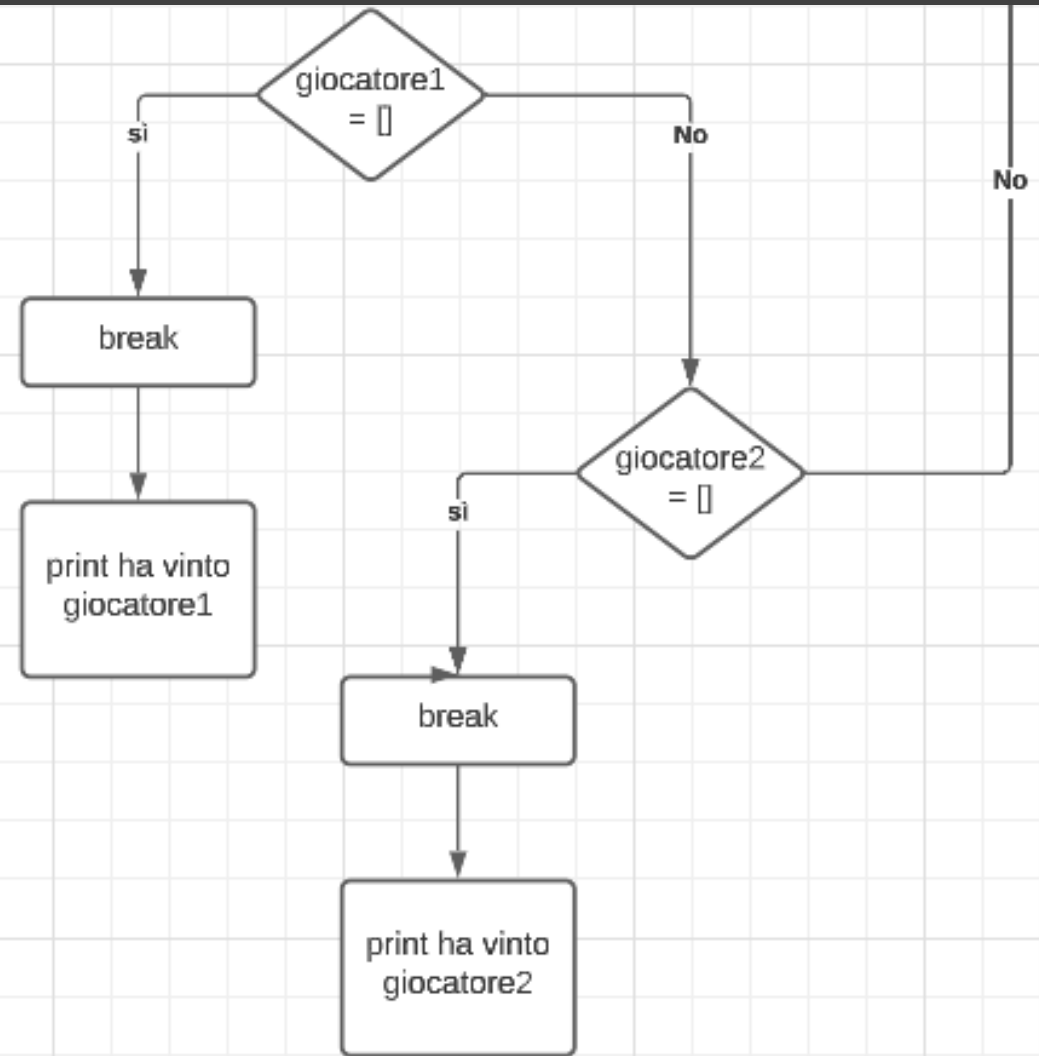 giocatore1
= []
sì
No
No
break
giocatore2
= []
sì
print ha vinto
giocatore1
break
print ha vinto
giocatore2